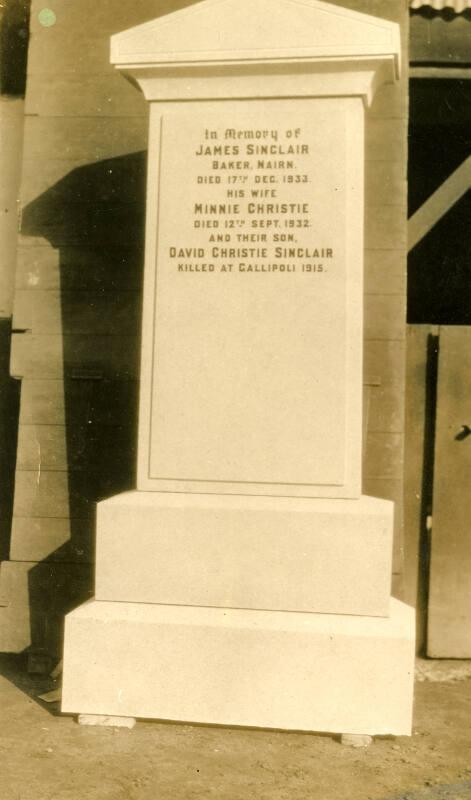 In Memory of
JAMES SINCLAIR
BAKER, NAIRN.
DIED 17TH DEC. 1933.
HIS WIFE
MINNIE CHRISTIE
DIED 12TH SEPT. 1932.
AND THEIR SON,
DAVID CHRISTIE SINCLAIR
KILLED AT GALLIPOLI 1915.